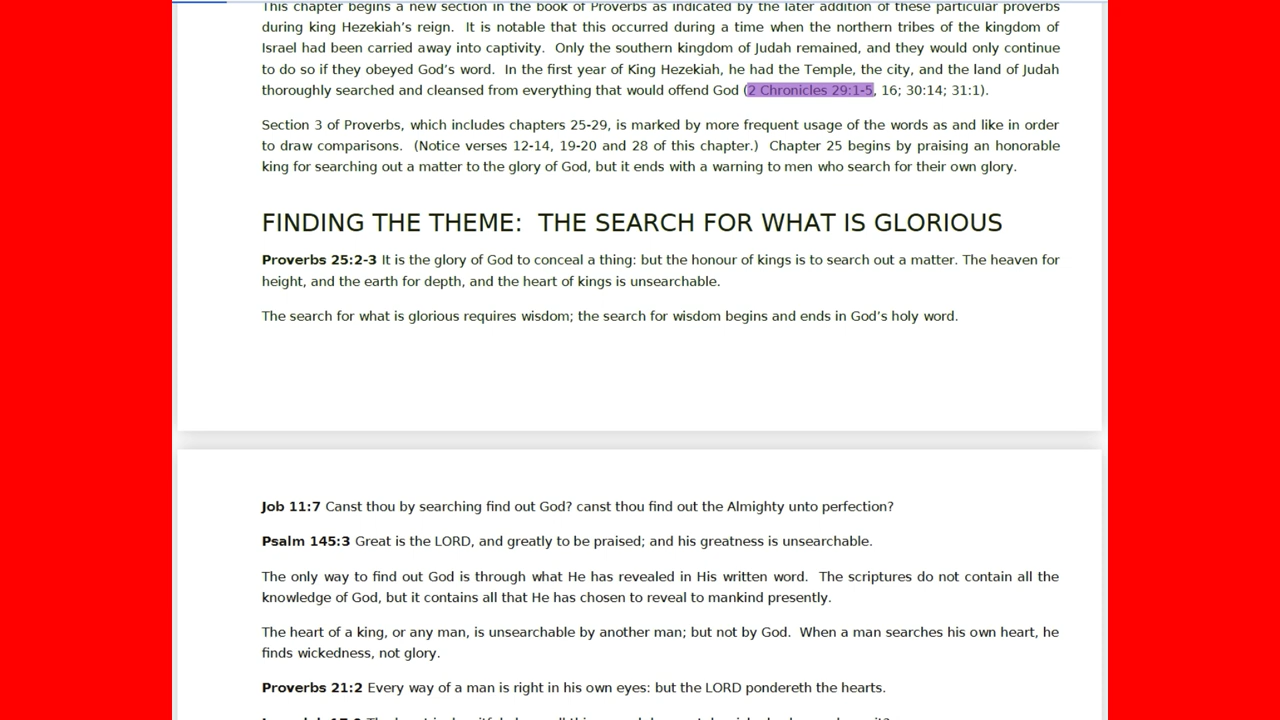 This chapter begins a new section in the book of Proverbs as indicated by the later addition of these particular proverbs
during king Hezekiah’s reign.  It is notable that this occurred during a time when the northern tribes of the kingdom of
Israel had been carried away into captivity.  Only the southern kingdom of Judah remained, and they would only continue
to do so if they obeyed God’s word.  In the first year of King Hezekiah, he had the Temple, the city, and the land of Judah
thoroughly searched and cleansed from everything that would offend God (2 Chronicles 29:1-5, 16; 30:14; 31:1).
Section 3 of Proverbs, which includes chapters 25-29, is marked by more frequent usage of the words as and like in order
to draw comparisons.  (Notice verses 12-14, 19-20 and 28 of this chapter.)  Chapter 25 begins by praising an honorable
king for searching out a matter to the glory of God, but it ends with a warning to men who search for their own glory.
FINDING THE THEME:  THE SEARCH FOR WHAT IS GLORIOUS
Proverbs 25:2-3 It is the glory of God to conceal a thing: but the honour of kings is to search out a matter. The heaven for
height, and the earth for depth, and the heart of kings is unsearchable.
The search for what is glorious requires wisdom; the search for wisdom begins and ends in God’s holy word.
Job 11:7 Canst thou by searching find out God? canst thou find out the Almighty unto perfection?
Psalm 145:3 Great is the LORD, and greatly to be praised; and his greatness is unsearchable.
The only way to find out God is through what He has revealed in His written word.  The scriptures do not contain all the
knowledge of God, but it contains all that He has chosen to reveal to mankind presently.
The heart of a king, or any man, is unsearchable by another man; but not by God.  When a man searches his own heart, he
finds wickedness, not glory.
Proverbs 21:2 Every way of a man is right in his own eyes: but the LORD pondereth the hearts.